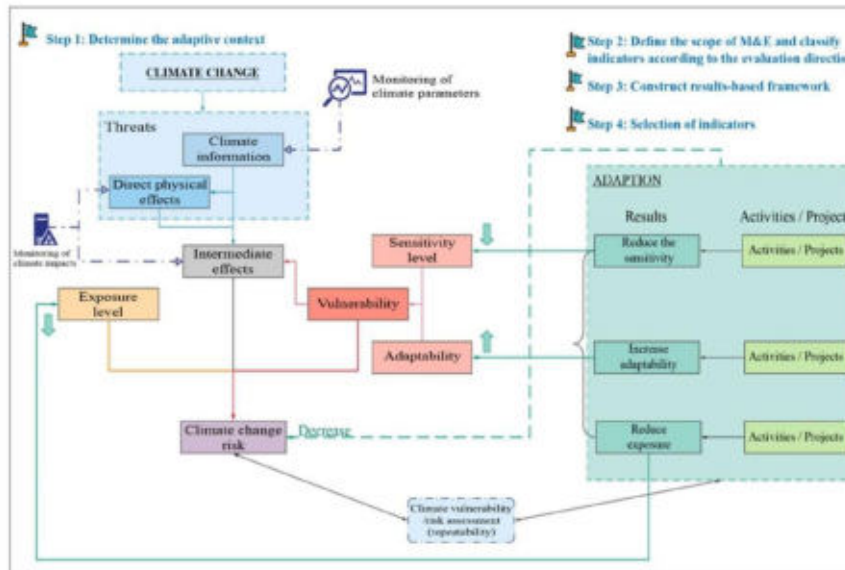 Step 1: Determine the adaptive context
CLIMATE CHANGE
Monitoring of
climate parameters
Threats
Climate
information
Direct physical
effects
Monitoring of
climate impacts
Intermediate
effects
Exposure
level
Vulnerability
Sensitivity
level
Adaptability
Climate change
risk
Decrease
Climate vulnerability
/risk assessment
(repeatability)
Step 2: Define the scope of M&E and classify
indicators according to the evaluation direction
Step 3: Construct results-based framework
Step 4: Selection of indicators
ADAPTION
Results
Activities / Project
Reduce the
sensitivity
Activities / Projects
Increase
adaptability
Activities / Projects
Reduce
exposure
Activities / Projects